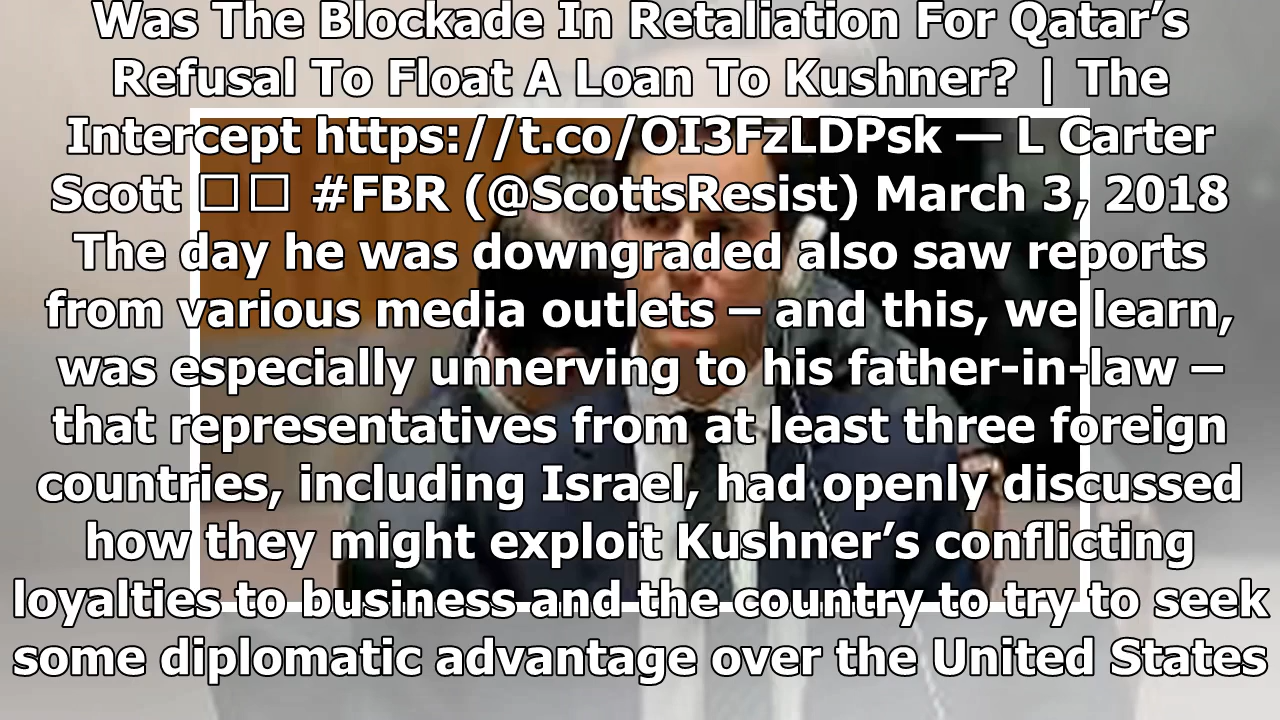 Was The Blockade In Retaliation For Qatar’s
Refusal To Float A Loan To Kushner? | The
Intercept https://t.co/OI3FzLDPsk — L Carter
Scott □□ #FBR (@ScottsResist) March 3, 2018
The day he was downgraded also saw reports
from various media outlets – and this, we learn,
was especially unnerving to his father-in-law –
that representatives from at least three foreign
countries, including Israel, had openly discussed
how they might exploit Kushner’s conflicting
loyalties to business and the country to try to seek
some diplomatic advantage over the United States